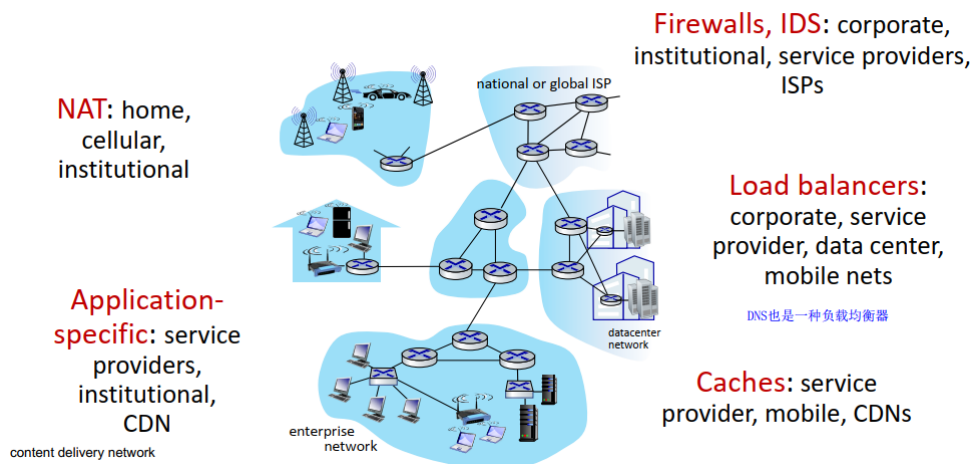 Firewalls, IDS: corporate,
institutional, service providers,
ISPs
national or global ISP
NAT: home,
cellular,
institutional
Load balancers:
corporate, service
provider, data center,
mobile nets
DNS也是一种负载均衡器
Application-
specific: service
providers,
institutional,
CDN
datacenter
network
Caches: service
provider, mobile, CDNs
enterprise
network
content delivery network